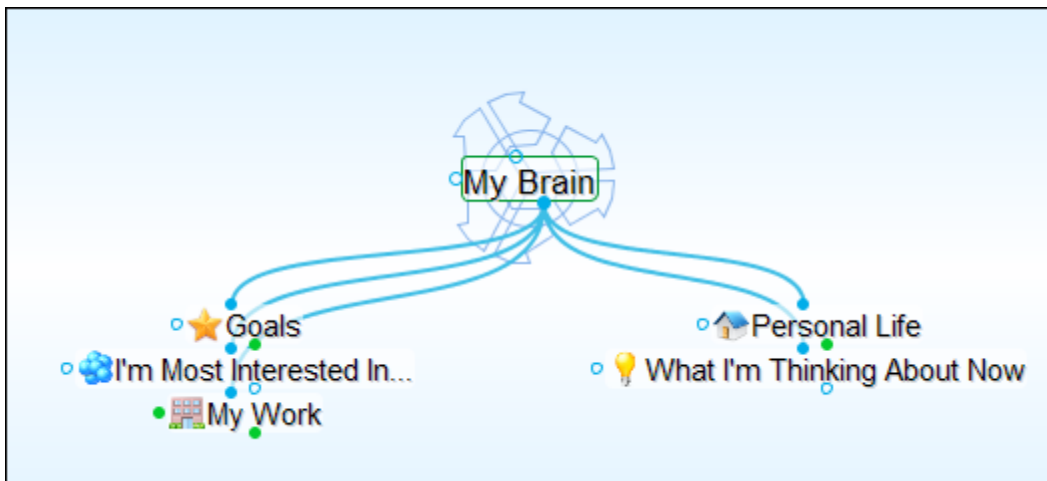 My Brain
Goals
I'm Most Interested In...
My Work
Personal Life
What I'm Thinking About Now